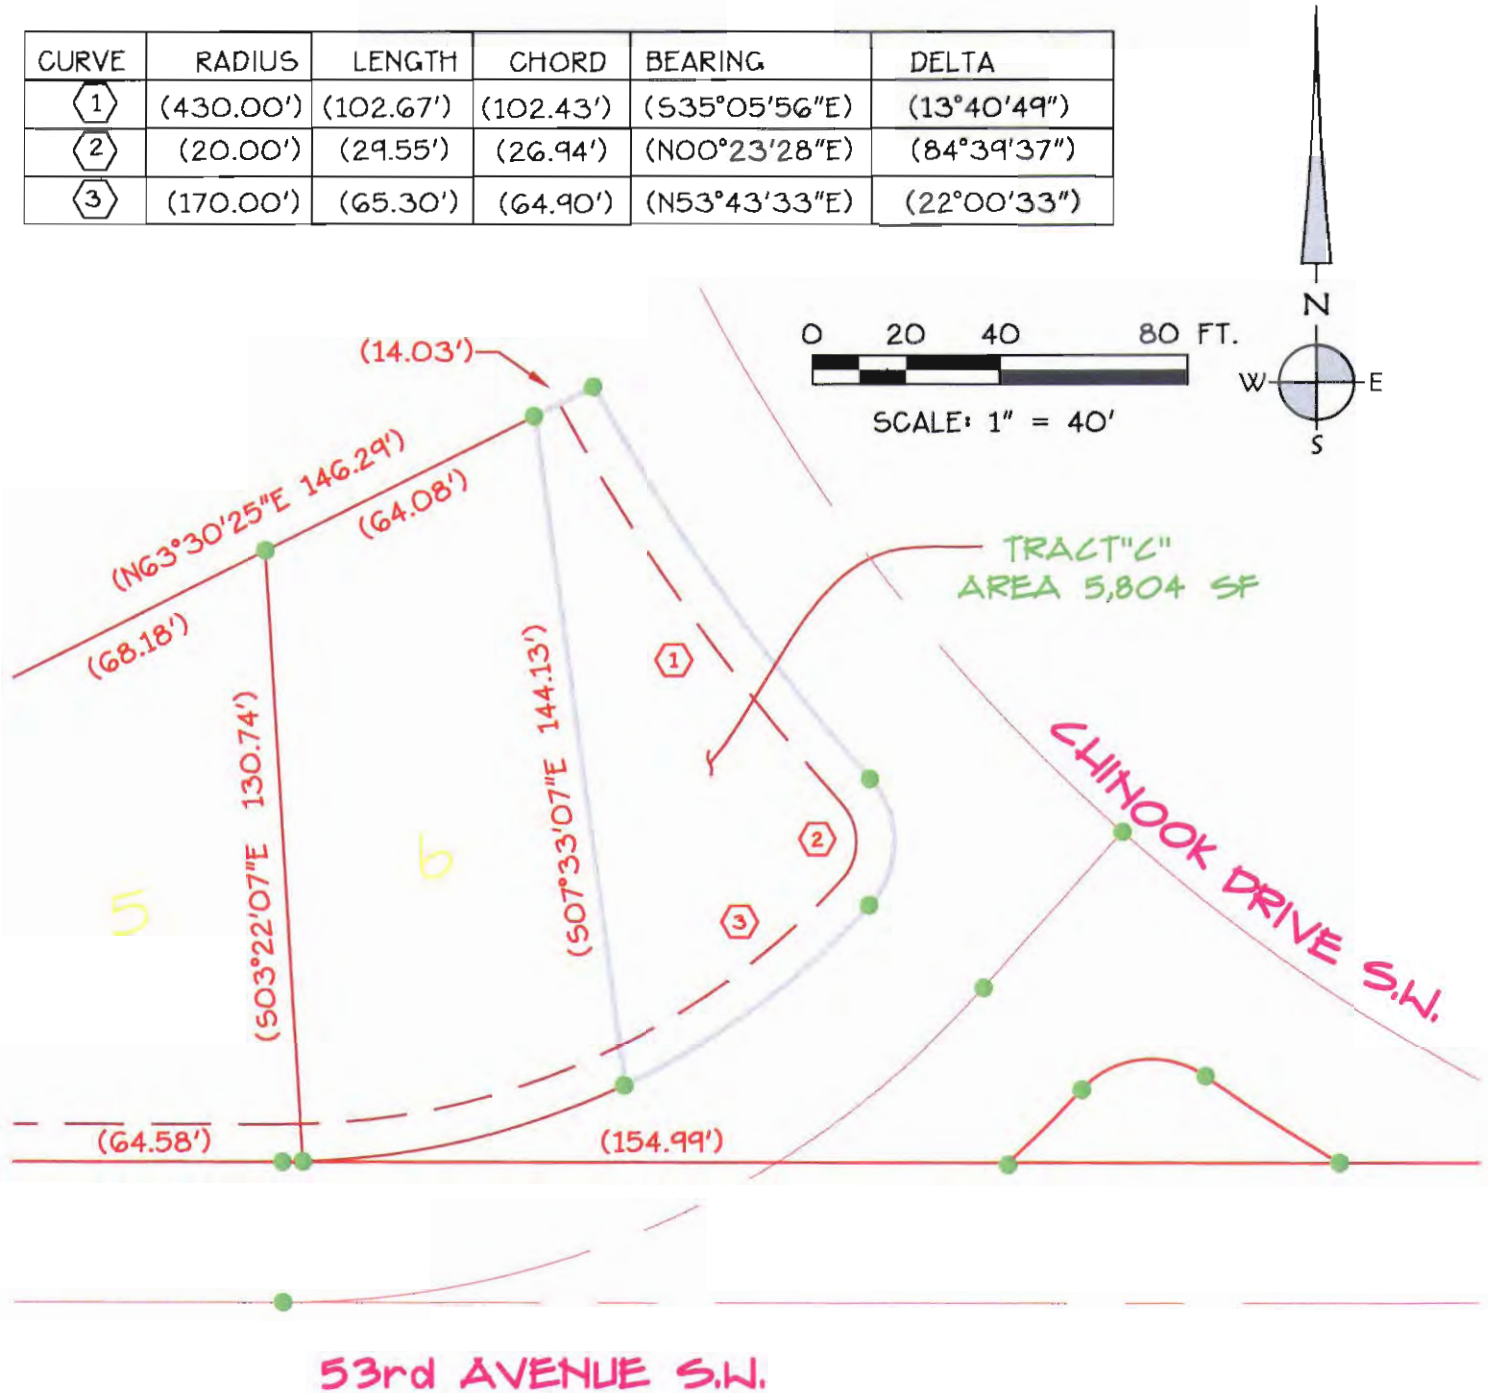 CURVE RADIUS LENGTH CHORD BEARING DELTA
1 (430.00') (102.67') (102.43') (S35°05'56"E) (13°40'49")
2 (20.00') (29.55') (26.94') (N00°23'28"E) (84°39'37")
3 (170.00') (65.30') (64.90') (N53°43'33"E) (22°00'33")
N
W E
S
0 20 40 80 FT.
SCALE: 1" = 40'
(14.03')
(N63°30'25"E 146.29')
(64.08')
(68.18')
TRACT"C"
AREA 5,804 SF
(S03°22'07"E 130.74')
(S07°33'07"E 144.13')
1
2
3
5
6
CHINOOK DRIVE S.W.
(64.58')
(154.99')
53rd AVENUE S.W.